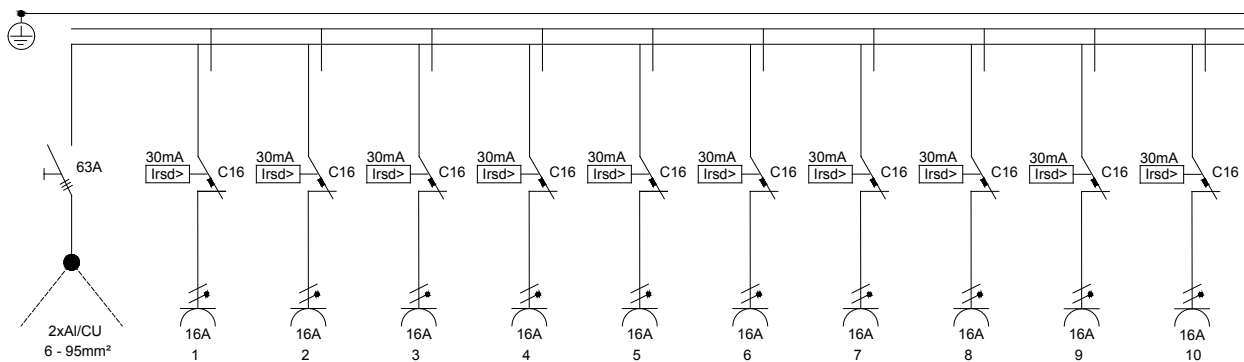 30mA 30mA 30mA 30mA 30mA 30mA 30mA 30mA 30mA 30mA
63A Irsd> C16 Irsd> C16 Irsd> C16 Irsd> C16 Irsd> C16 Irsd> C16 Irsd> C16 Irsd> C16 Irsd> C16 Irsd> C16
2xAl/CU 16A 16A 16A 16A 16A 16A 16A 16A 16A 16A
6 - 95mm² 1 2 3 4 5 6 7 8 9 10